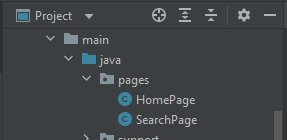 Project
main
java
pages
C HomePage
C SearchPage
support